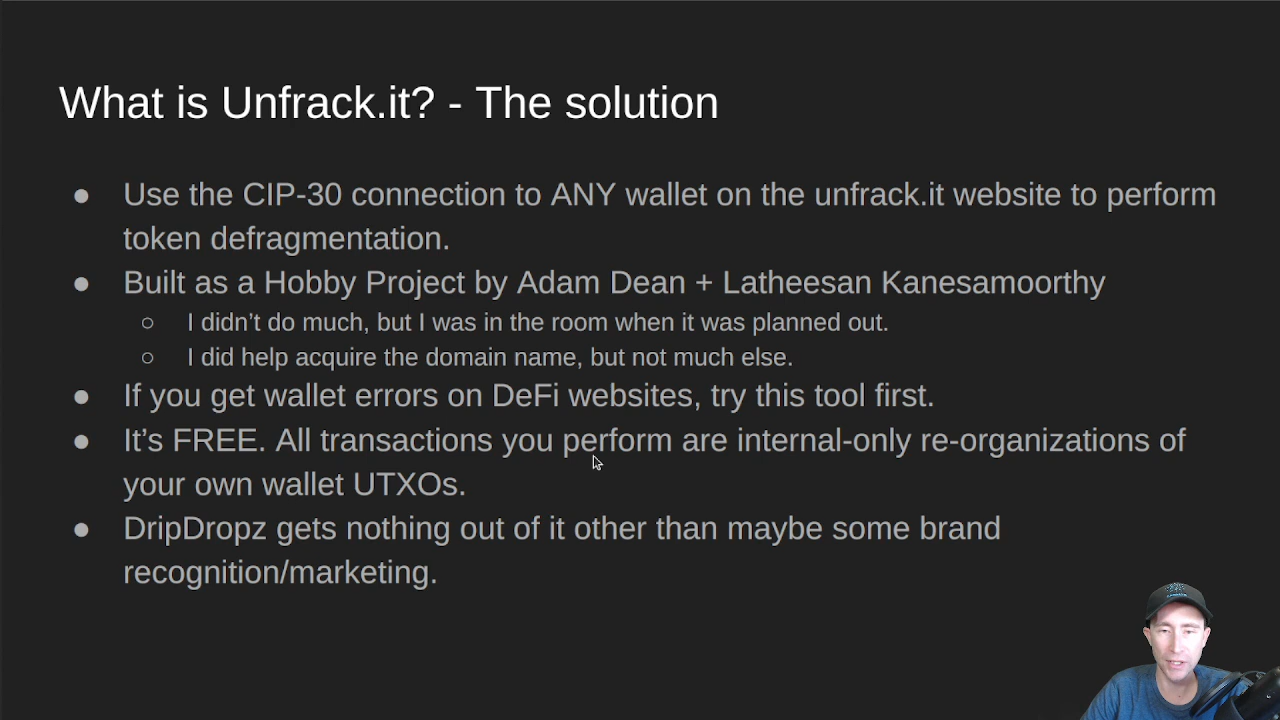 What is Unfrack.it? - The solution
● Use the CIP-30 connection to ANY wallet on the unfrack.it website to perform
token defragmentation.
● Built as a Hobby Project by Adam Dean + Latheesan Kanesamoorthy
○ I didn’t do much, but I was in the room when it was planned out.
○ I did help acquire the domain name, but not much else.
● If you get wallet errors on DeFi websites, try this tool first.
● It’s FREE. All transactions you perform are internal-only re-organizations of
your own wallet UTXOs.
● DripDropz gets nothing out of it other than maybe some brand
recognition/marketing.